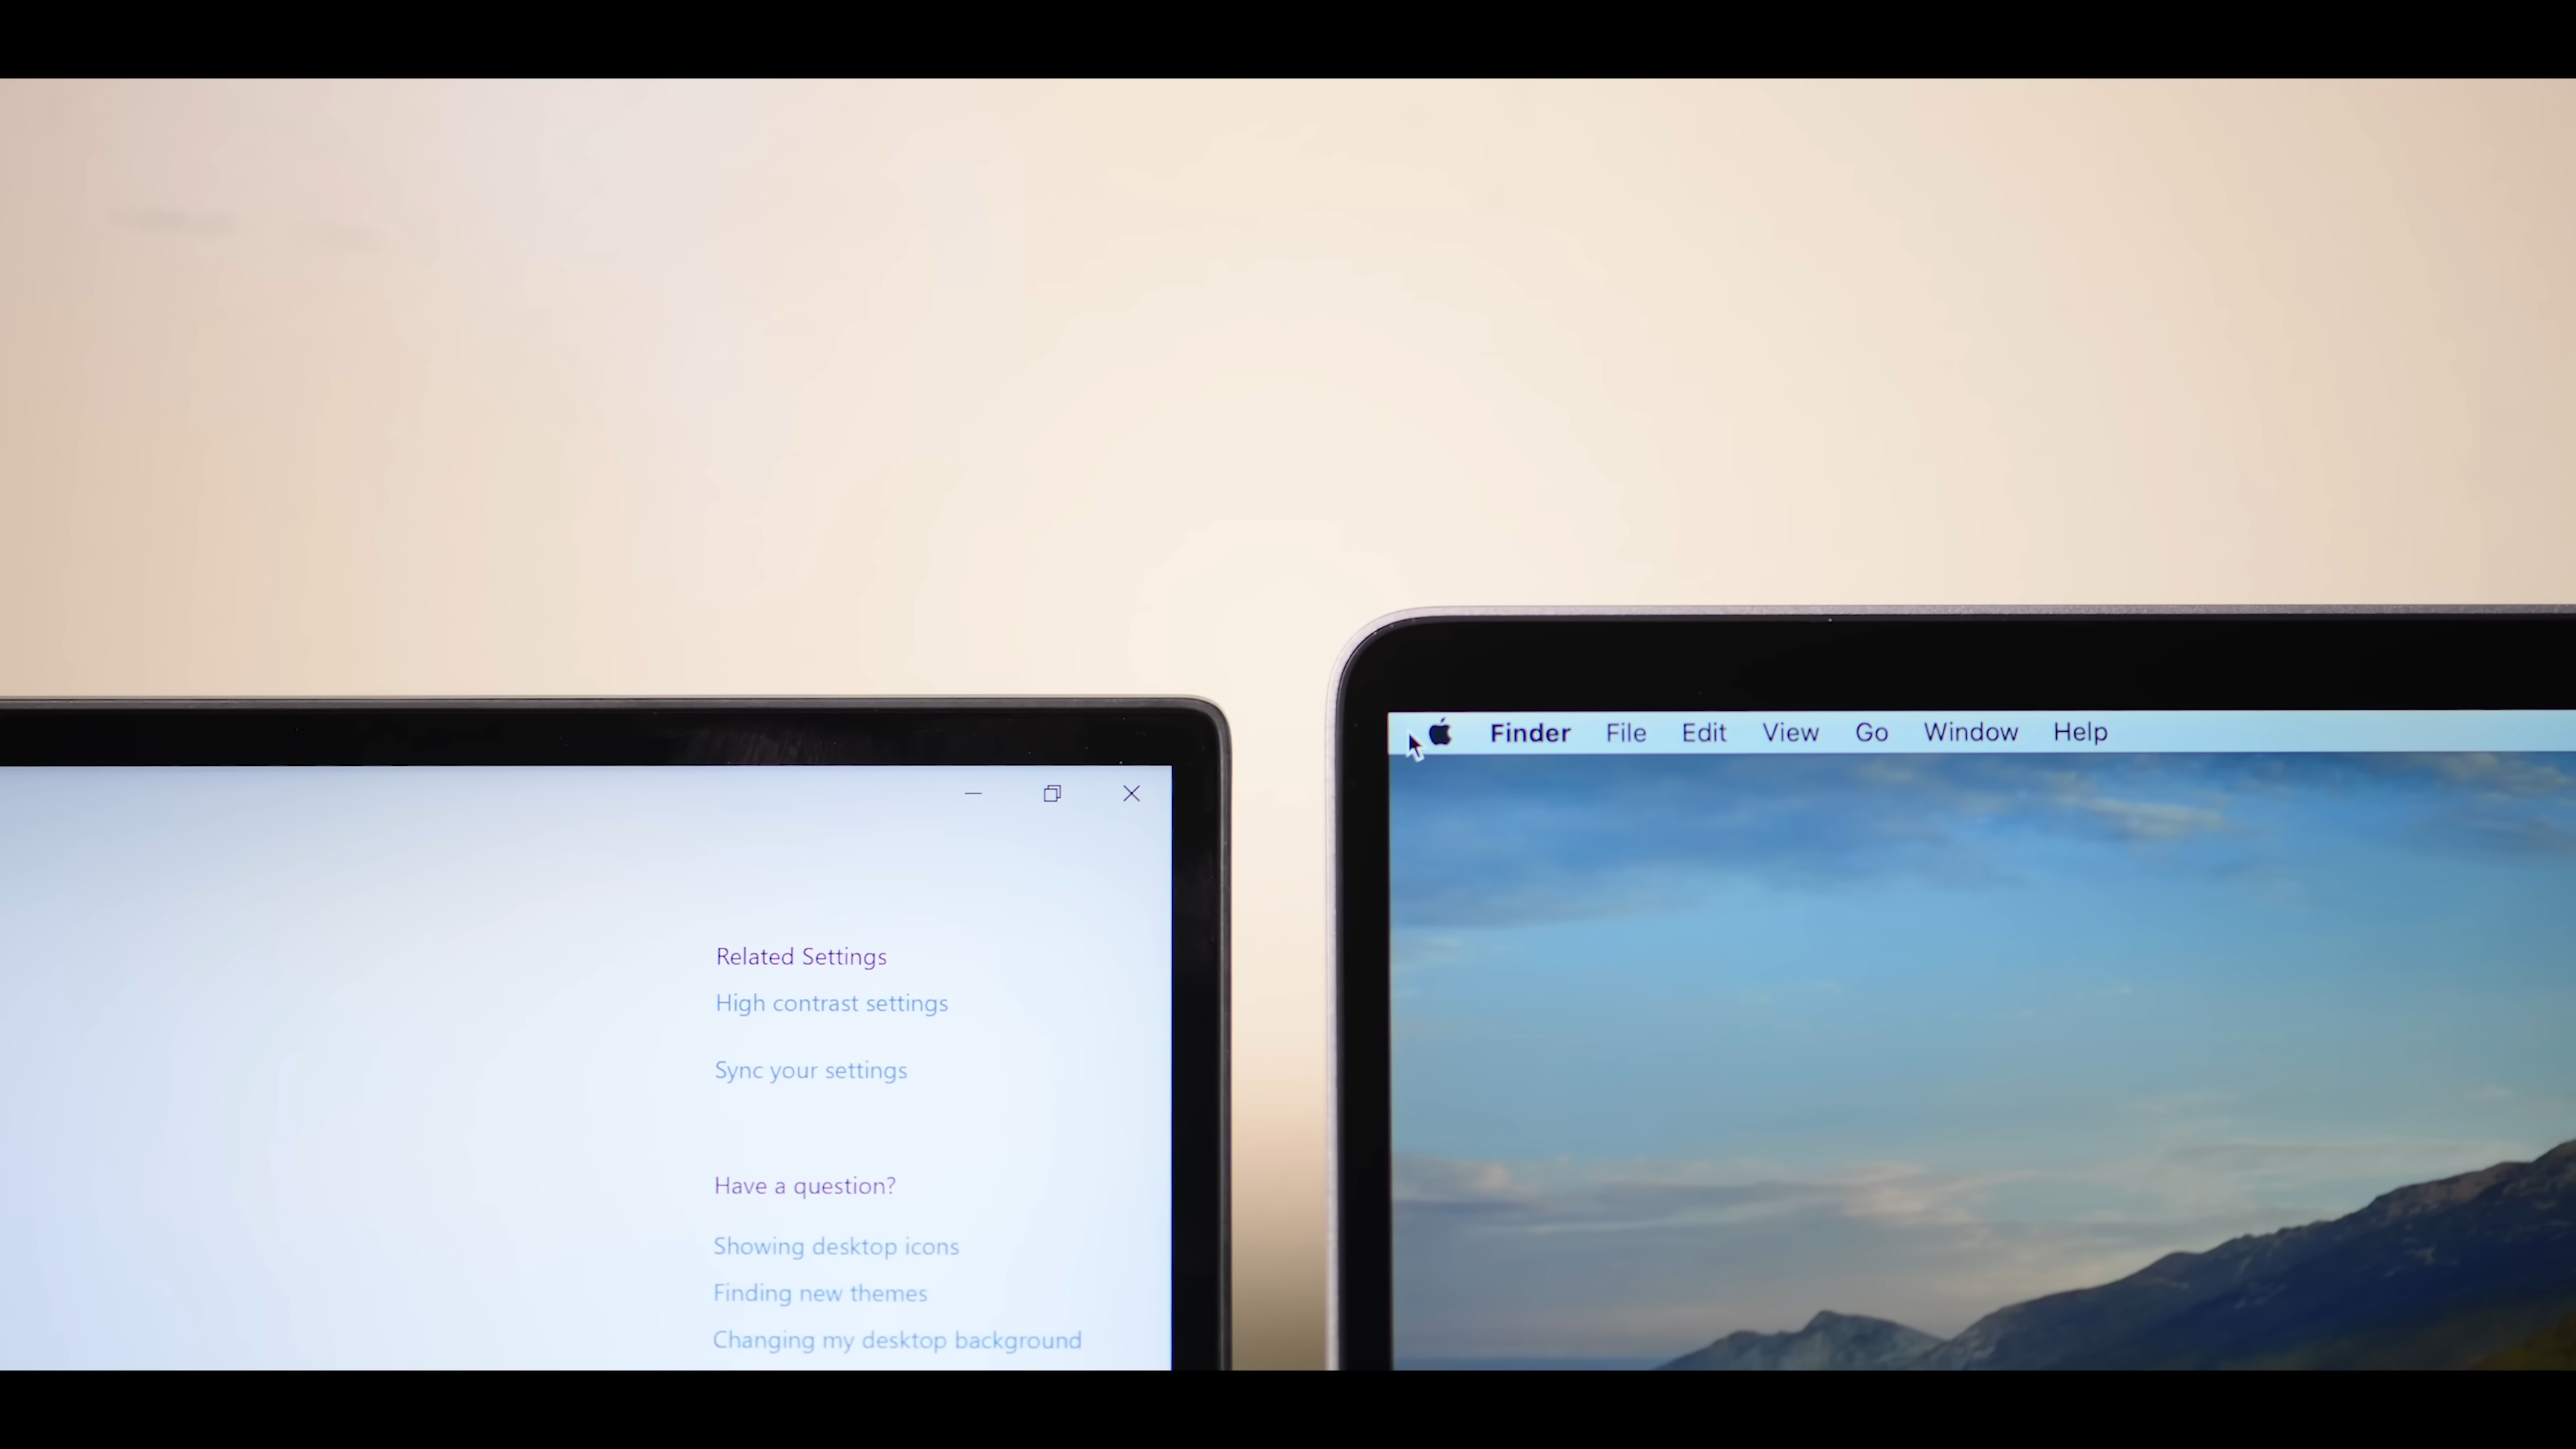 Related Settings
High contrast settings
Sync your settings
Have a question?
Showing desktop icons
Finding new themes
Changing my desktop background
Finder File Edit View Go Window Help